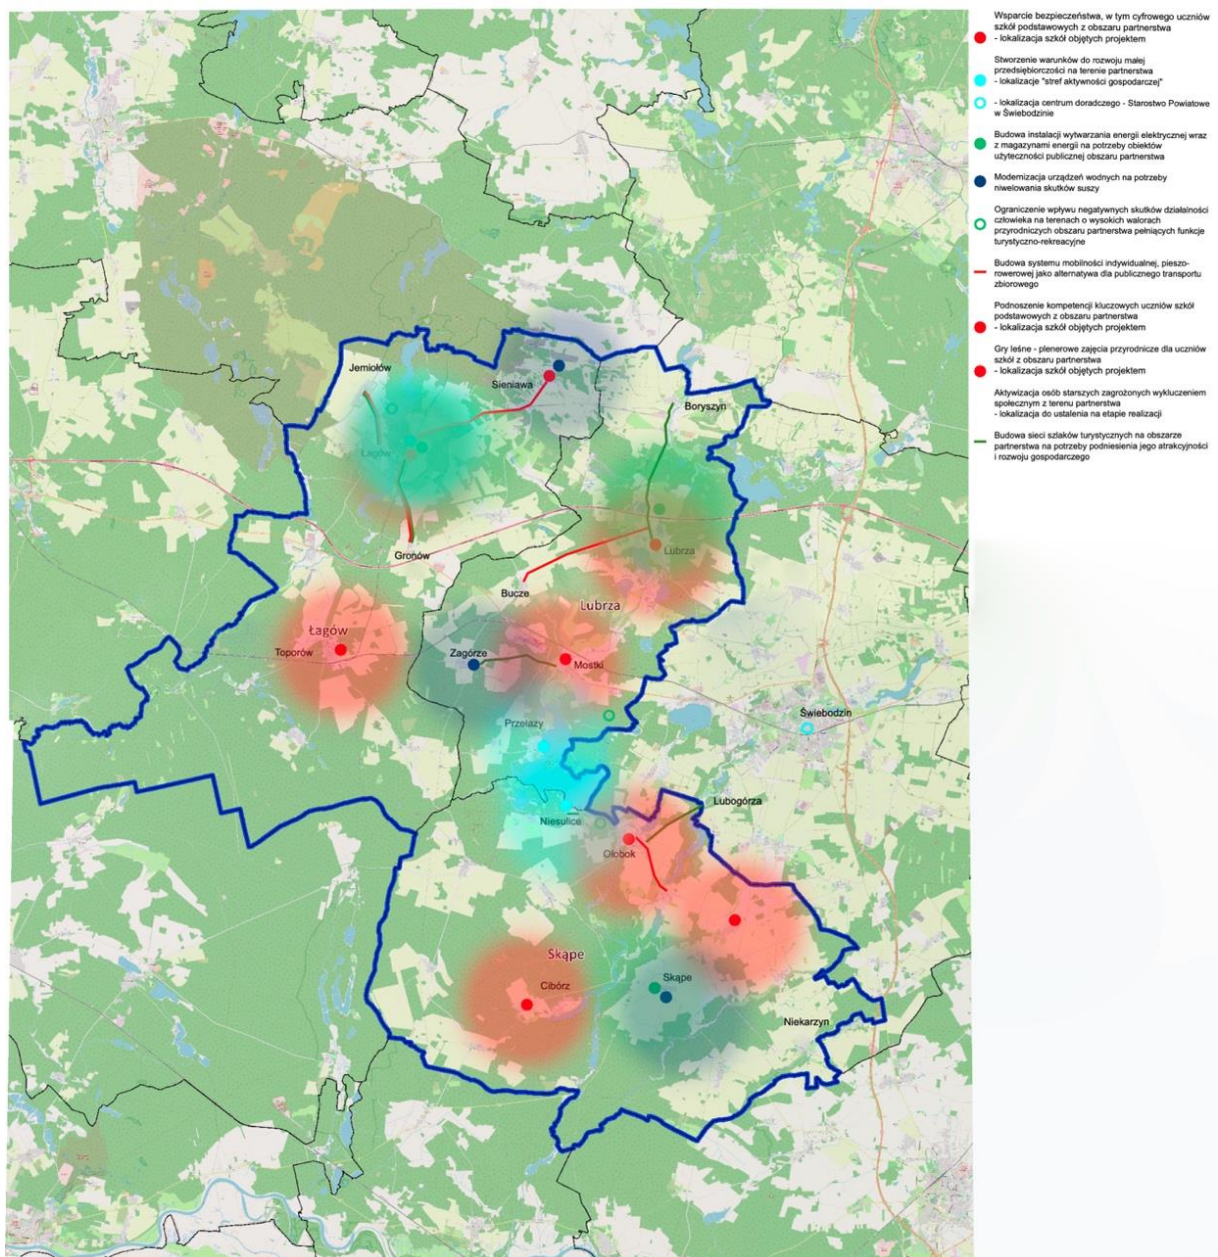 Wsparcie bezpieczeństwa, w tym cyfrowego uczniów
szkół podstawowych z obszaru partnerstwa
- lokalizacja szkół objętych projektem
Stworzenie warunków do rozwoju małej
przedsiębiorczości na terenie partnerstwa
- lokalizacje "stref aktywności gospodarczej"
- lokalizacja centrum doradczego - Starostwo Powiatowe
w Świebodzinie
Budowa instalacji wytwarzania energii elektrycznej wraz
z magazynami energii na potrzeby obiektów
użyteczności publicznej obszaru partnerstwa
Modernizacja urządzeń wodnych na potrzeby
niwelowania skutków suszy
Ograniczenie wpływu negatywnych skutków działalności
człowieka na terenach o wysokich walorach
przyrodniczych obszaru partnerstwa pełniących funkcje
turystyczno-rekreacyjne
Budowa systemu mobilności indywidualnej, pieszo-
rowerowej jako alternatywa dla publicznego transportu
zbiorowego
Podnoszenie kompetencji kluczowych uczniów szkół
podstawowych z obszaru partnerstwa
- lokalizacja szkół objętych projektem
Gry leśne - plenerowe zajęcia przyrodnicze dla uczniów
szkół z obszaru partnerstwa
- lokalizacja szkół objętych projektem
Aktywizacja osób starszych zagrożonych wykluczeniem
społecznym z terenu partnerstwa
- lokalizacja do ustalenia na etapie realizacji
Budowa sieci szlaków turystycznych na obszarze
partnerstwa na potrzeby podniesienia jego atrakcyjności
i rozwoju gospodarczego
Jemiołów
Sieniawa
Boryszyn
Łagów
Gronów
Lubrza
Bucze
Lubrza
Łagów
Toporów
Zagórze
Mostki
Przełazy
Świebodzin
Niesulice
Lubogórza
Ołobok
Skąpe
Cibórz
Skąpe
Niekarzyn